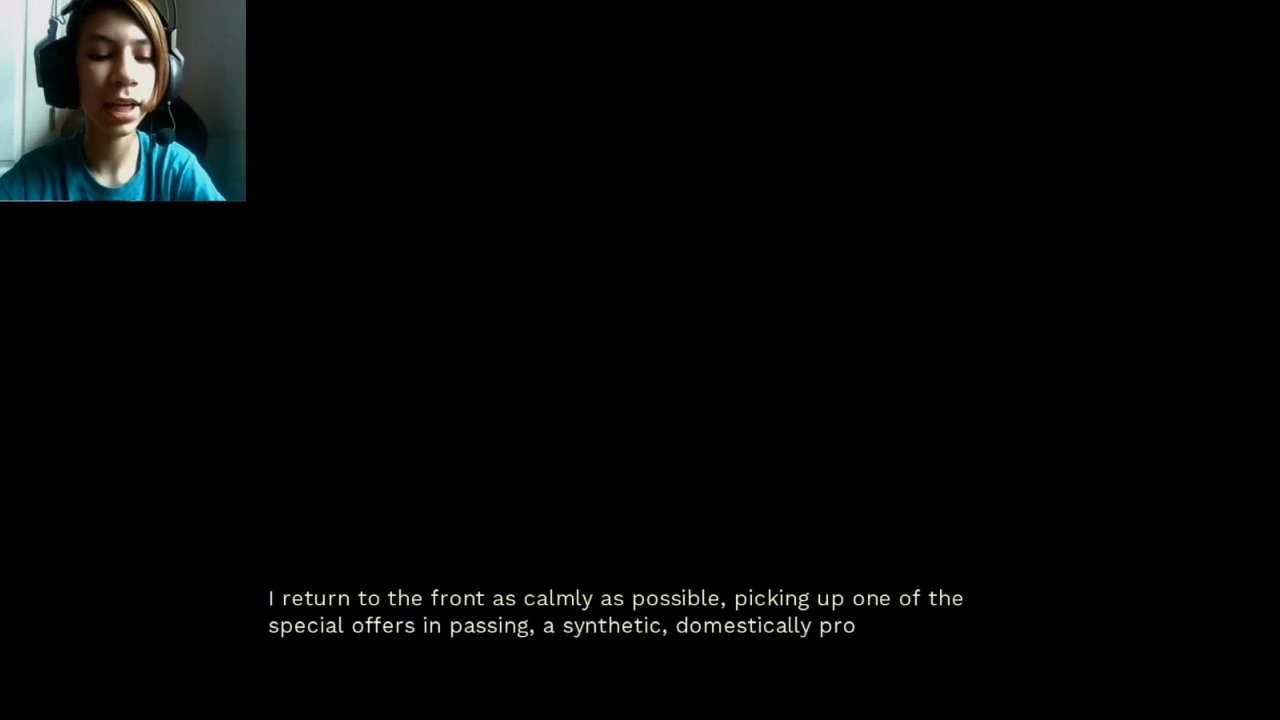 I return to the front as calmly as possible, picking up one of the
special offers in passing, a synthetic, domestically pro